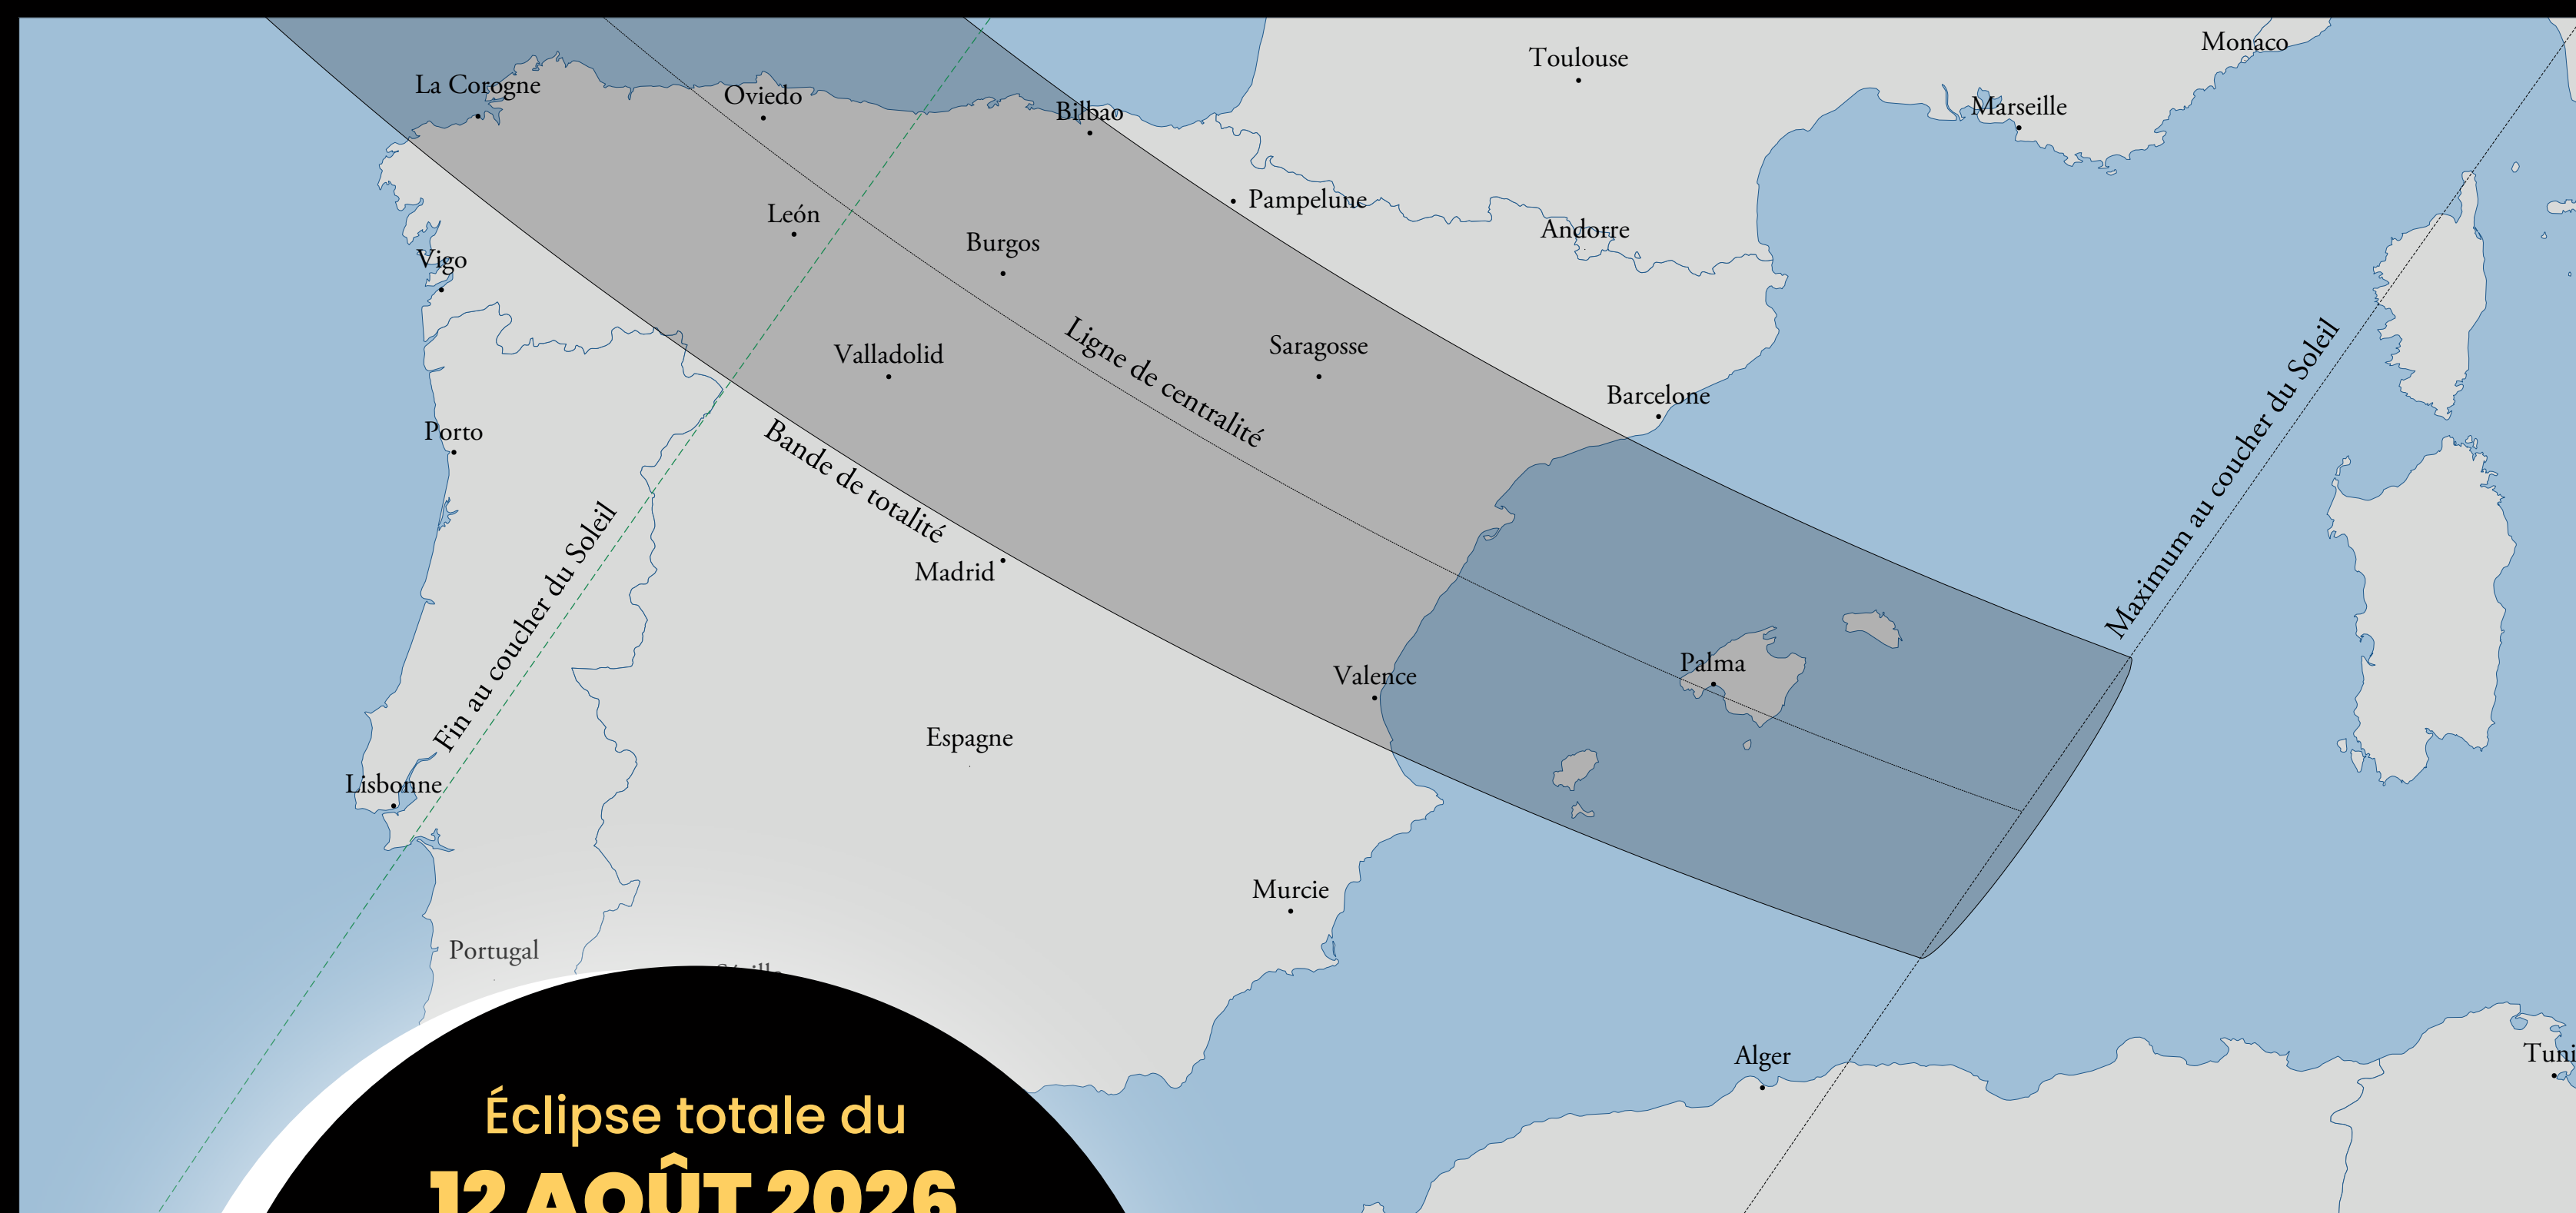 Monaco
Toulouse
La Corogne
Oviedo
Marseille
Bilbao
Pampelune
León
Andorre
Burgos
Vigo
Ligne de centralité
Saragosse
Valladolid
Barcelone
Maximum au coucher du Soleil
Porto
Bande de totalité
Fin au coucher du Soleil
Madrid
Palma
Valence
Espagne
Lisbonne
Murcie
Portugal
Alger
Éclipse totale du
12 AOÛT 2026